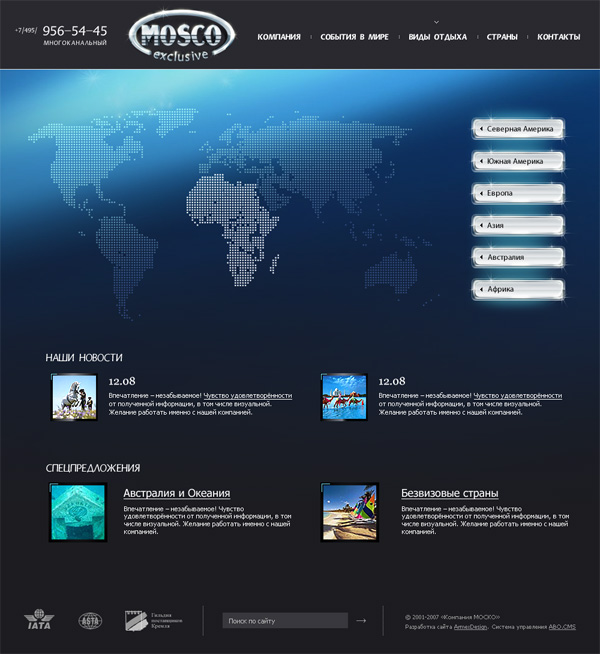 +7/495/ 956-54-45
МНОГОКАНАЛЬНЫЙ
MOSCO
exclusive
КОМПАНИЯ
СОБЫТИЯ В МИРЕ
ВИДЫ ОТДЫХА
СТРАНЫ
КОНТАКТЫ
Северная Америка
Южная Америка
Европа
Азия
Австралия
Африка
НАШИ НОВОСТИ
12.08
Впечатление – незабываемое! Чувство удовлетворённости
от полученной информации, в том числе визуальной.
Желание работать именно с нашей компанией.
12.08
Впечатление – незабываемое! Чувство удовлетворённости
от полученной информации, в том числе визуальной.
Желание работать именно с нашей компанией.
СПЕЦПРЕДЛОЖЕНИЯ
Австралия и Океания
Впечатление – незабываемое! Чувство
удовлетворённости от полученной информации, в том
числе визуальной. Желание работать именно с нашей
компанией.
Безвизовые страны
Впечатление – незабываемое! Чувство
удовлетворённости от полученной информации, в том
числе визуальной. Желание работать именно с нашей
компанией.
IATA
ASTA
Гильдия
поставщиков
Кремля
Поиск по сайту
© 2001-2007 «Компания МОСКО»
Разработка сайта ArmexDesign. Система управления ABO.CMS